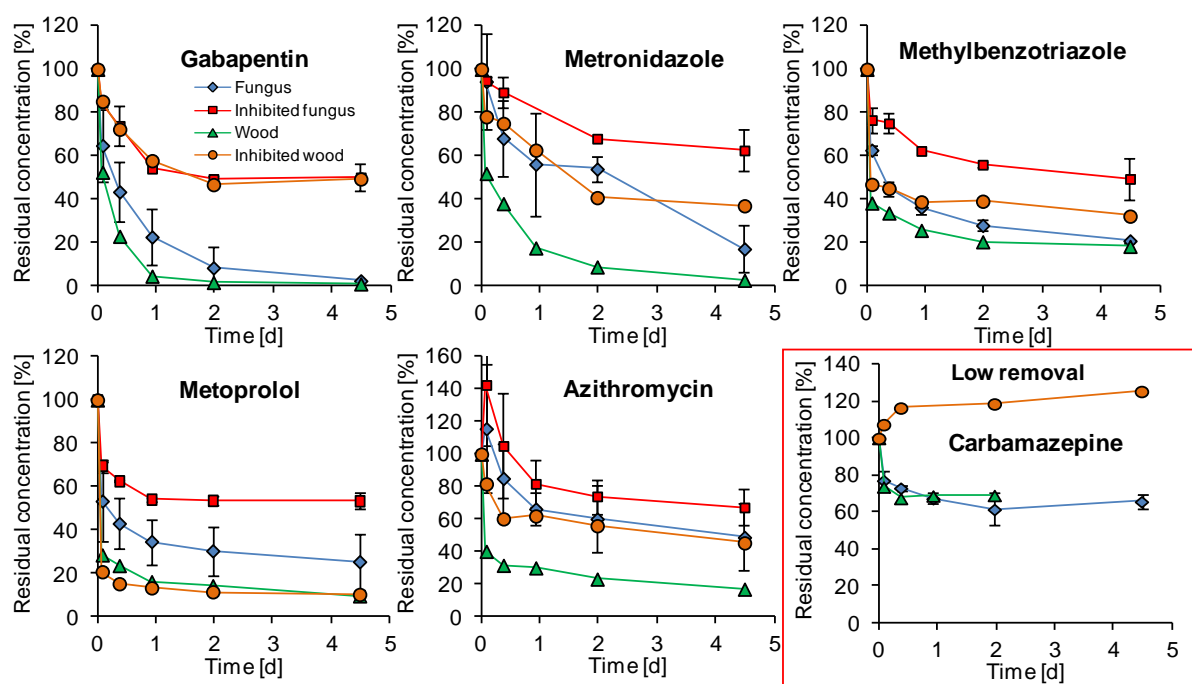 Gabapentin
Fungus
Inhibited fungus
Wood
Inhibited wood
Residual concentration [%]
120
100
80
60
40
20
0
0 1 2 3 4 5
Time [d]
Metronidazole
Residual concentration [%]
120
100
80
60
40
20
0
0 1 2 3 4 5
Time [d]
Methylbenzotriazole
Residual concentration [%]
120
100
80
60
40
20
0
0 1 2 3 4 5
Time [d]
Metoprolol
Residual concentration [%]
120
100
80
60
40
20
0
0 1 2 3 4 5
Time [d]
Azithromycin
Residual concentration [%]
160
140
120
100
80
60
40
20
0
0 1 2 3 4 5
Time [d]
Low removal
Carbamazepine
Residual concentration [%]
140
120
100
80
60
40
20
0
0 1 2 3 4 5
Time [d]